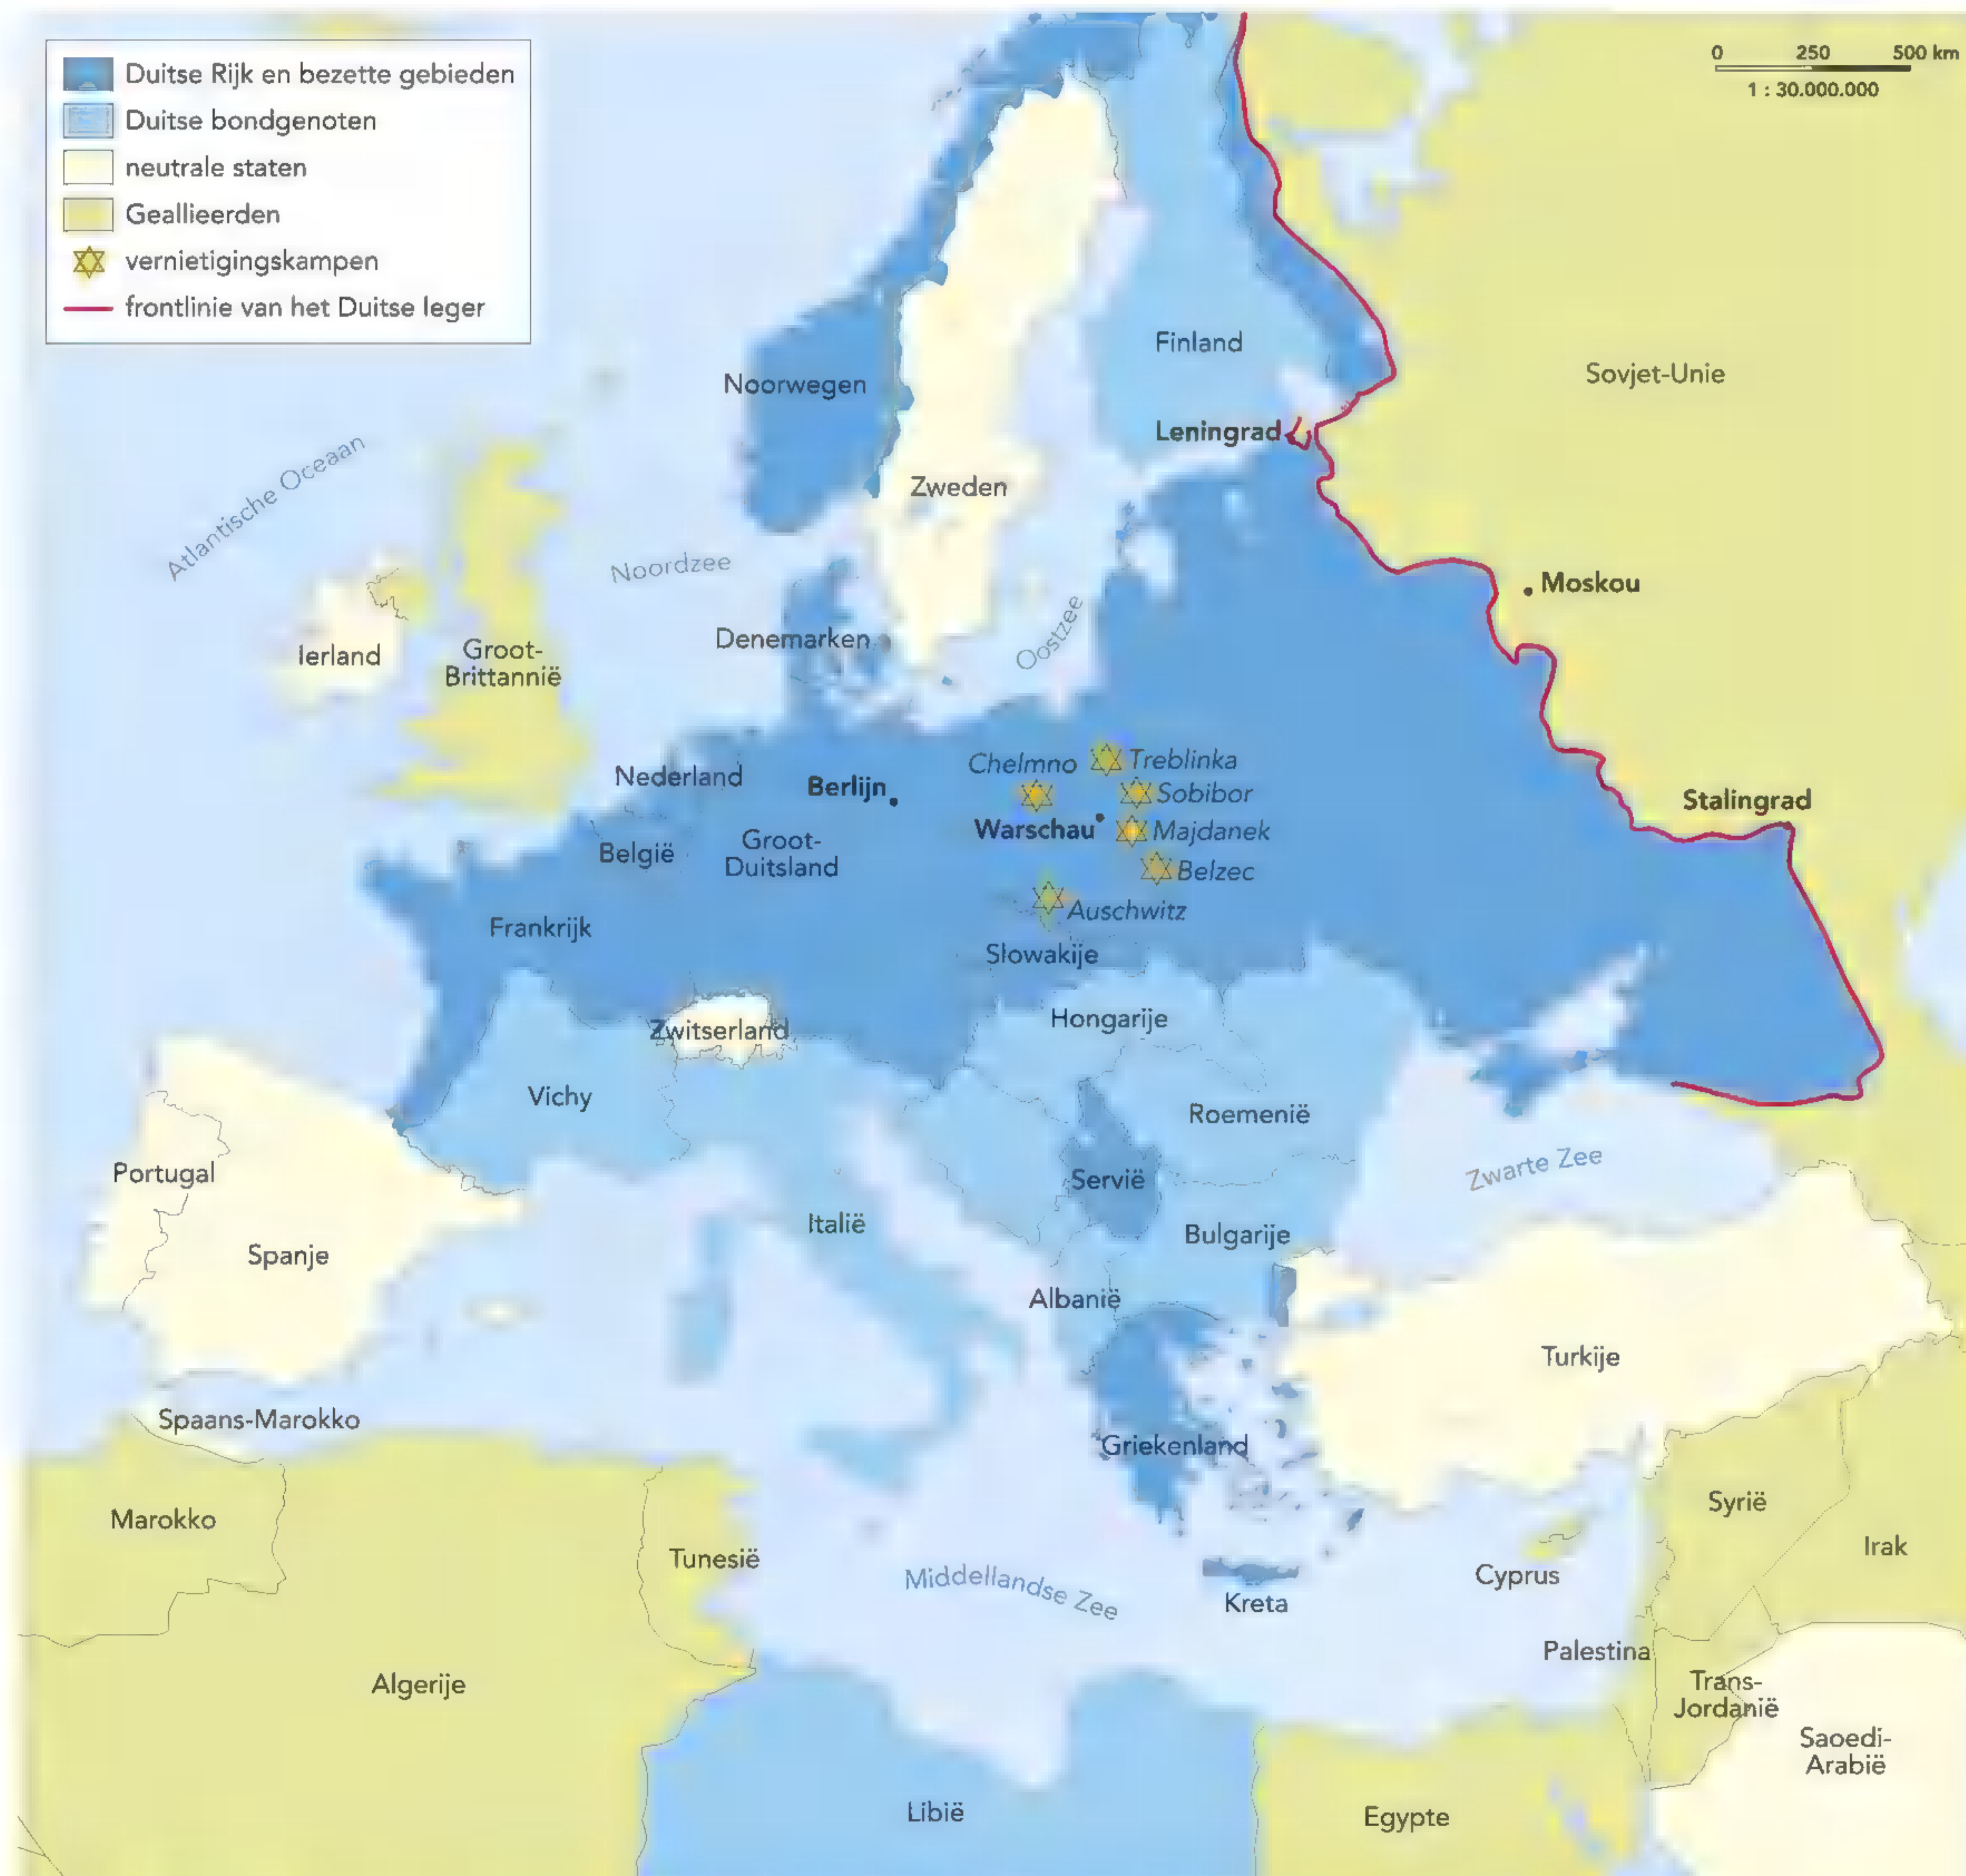 Duitse Rijk en bezette gebieden
Duitse bondgenoten
neutrale staten
Geallieerden
vernietigingskampen
frontlinie van het Duitse leger
0 250 500 km
1 : 30.000.000
Finland
Sovjet-Unie
Noorwegen
Leningrad
Atlantische Oceaan
Zweden
Noordzee
Moskou
Oostzee
Denemarken
Ierland
Groot-
Brittannië
Nederland
Berlijn
Chelmno
Treblinka
Sobibor
Stalingrad
Warschau
Majdanek
België
Groot-
Duitsland
Belzec
Auschwitz
Frankrijk
Slowakije
Zwitserland
Hongarije
Vichy
Roemenië
Portugal
Servië
Zwarte Zee
Italië
Bulgarije
Spanje
Albanië
Turkije
Spaans-Marokko
Griekenland
Marokko
Syrië
Tunesië
Irak
Middellandse Zee
Cyprus
Kreta
Palestina
Algerije
Trans-
Jordanië
Saoedi-
Arabië
Libië
Egypte